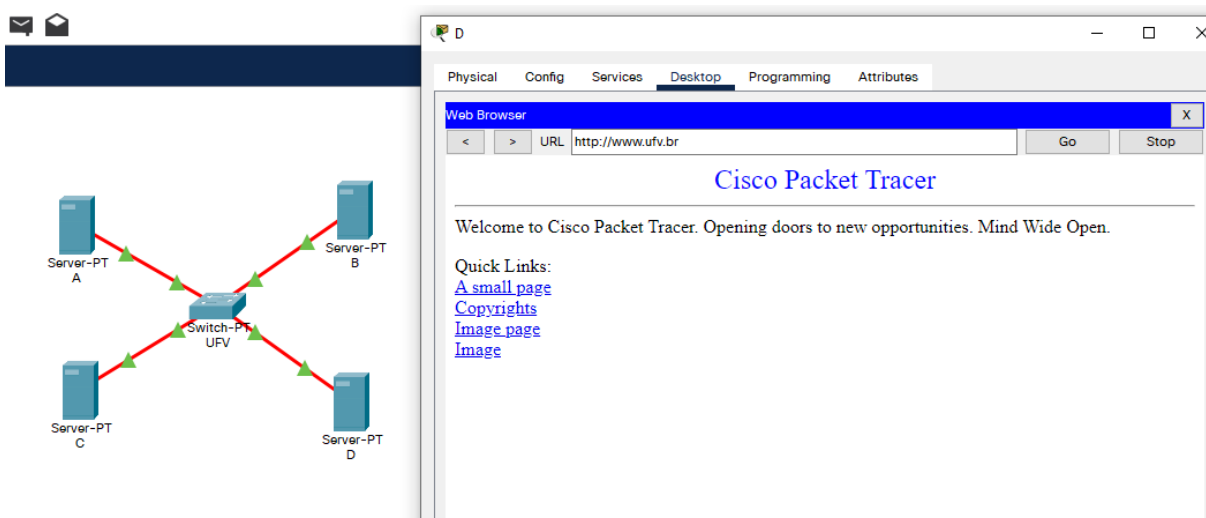 D
Physical Config Services Desktop Programming Attributes
Web Browser
X
< > URL http://www.ufv.br Go Stop
Cisco Packet Tracer
Welcome to Cisco Packet Tracer. Opening doors to new opportunities. Mind Wide Open.
Quick Links:
A small page
Copyrights
Image page
Image
Server-PT
A
Server-PT
B
Switch-PT
UFV
Server-PT
C
Server-PT
D